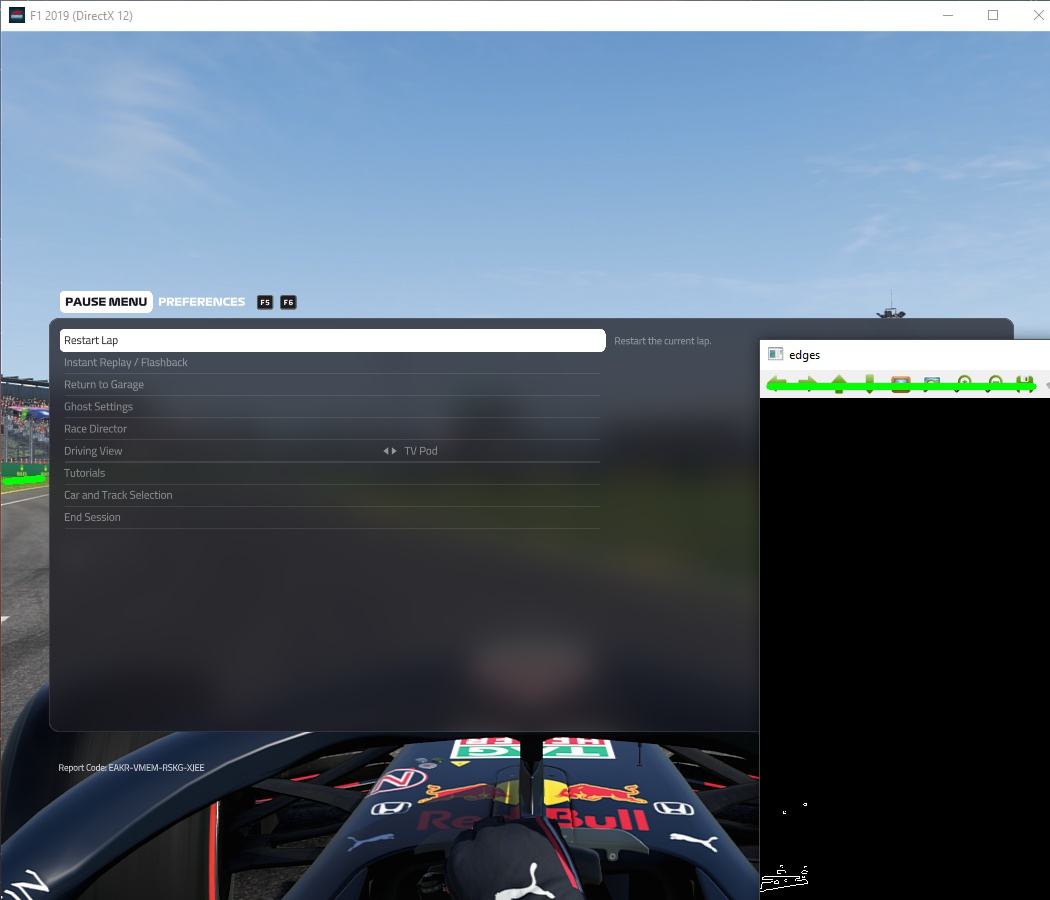 F1 2019 (DirectX 12)
PAUSE MENU PREFERENCES F5 F6
Restart Lap
Restart the current lap.
Instant Replay / Flashback
Return to Garage
Ghost Settings
Race Director
Driving View TV Pod
Tutorials
Car and Track Selection
End Session
edges
TAG
Report Code: EAKR-VMEM-RSKG-XJEE
Red Bull